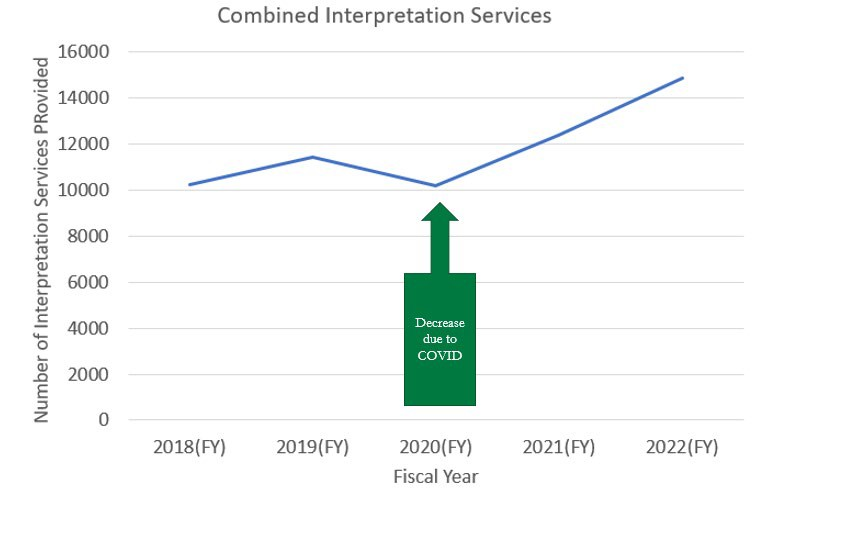 Combined Interpretation Services
Number of Interpretation Services PRovided
16000
14000
12000
10000
8000
6000
4000
2000
0
Decrease
due to
COVID
2018(FY) 2019(FY) 2020(FY) 2021(FY) 2022(FY)
Fiscal Year